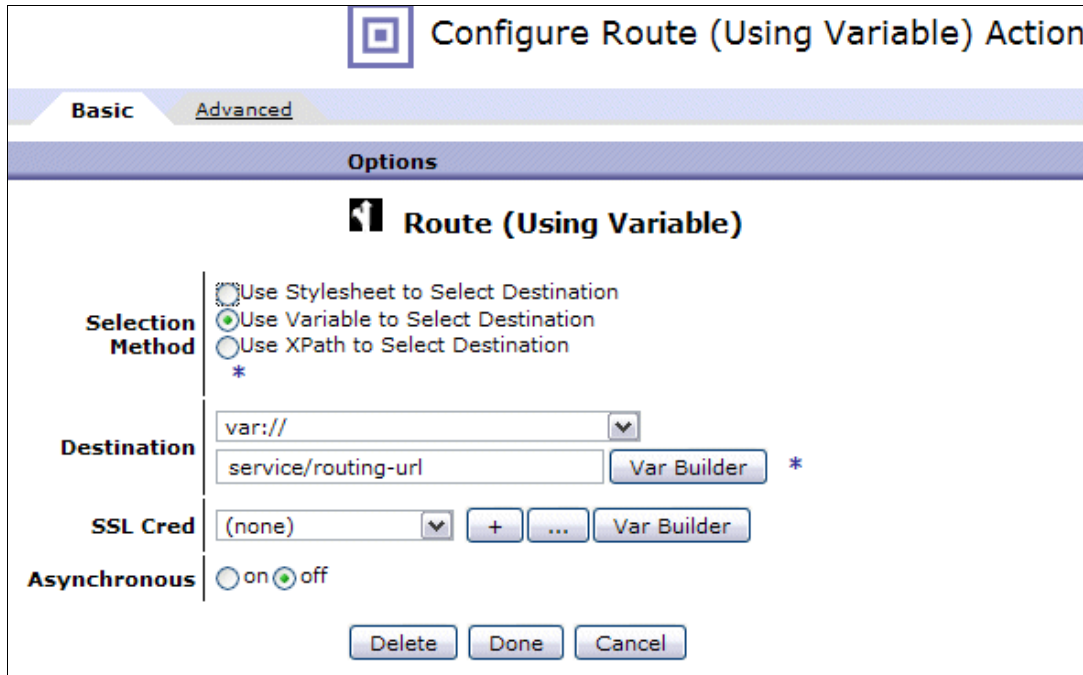 Configure Route (Using Variable) Action
Basic
Advanced
Options
Route (Using Variable)
Selection Method
Use Stylesheet to Select Destination
Use Variable to Select Destination
Use XPath to Select Destination
*
Destination
var://
service/routing-url
Var Builder
*
SSL Cred
(none)
+
...
Var Builder
Asynchronous
on
off
Delete
Done
Cancel